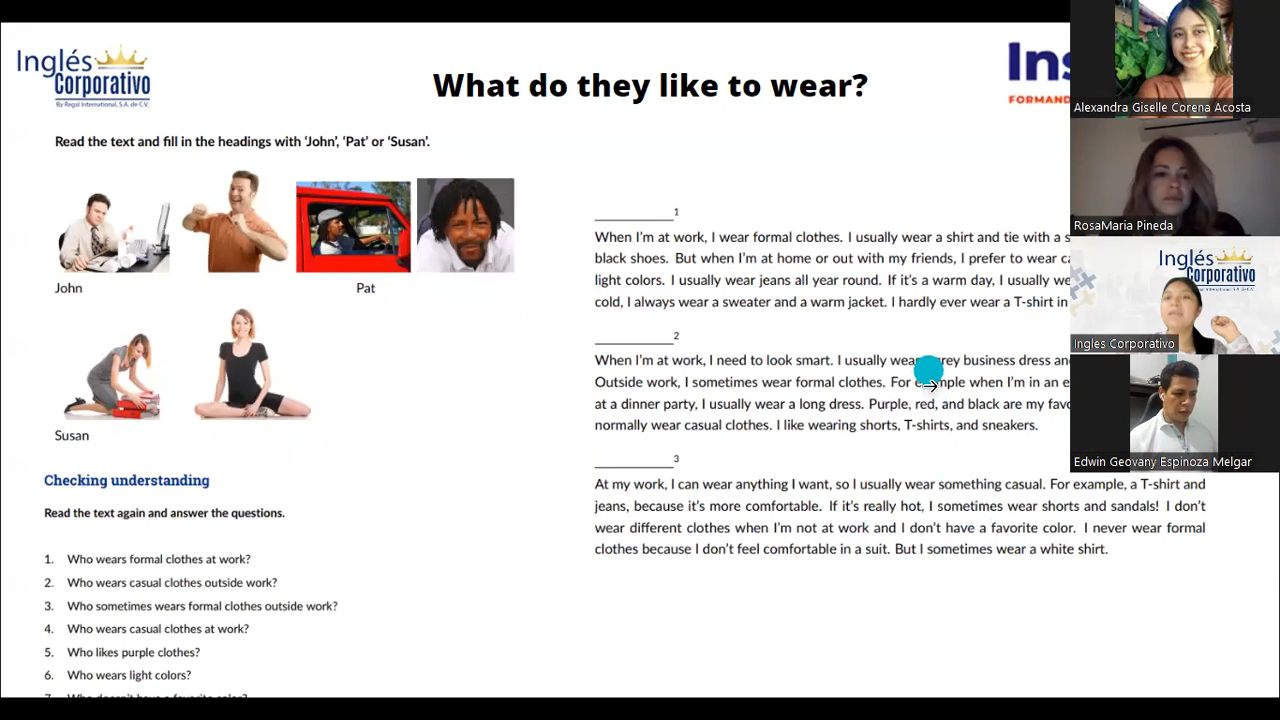 Inglés
Corporativo
By Regal International, S.A. de C.V.
What do they like to wear?
Ins
FORMAND
Read the text and fill in the headings with 'John', 'Pat' or 'Susan'.
John
Pat
Susan
Checking understanding
Read the text again and answer the questions.
1. Who wears formal clothes at work?
2. Who wears casual clothes outside work?
3. Who sometimes wears formal clothes outside work?
4. Who wears casual clothes at work?
5. Who likes purple clothes?
6. Who wears light colors?
7. Who doesn't have a favorite color?
1
When I'm at work, I wear formal clothes. I usually wear a shirt and tie with a s
black shoes. But when I'm at home or out with my friends, I prefer to wear ca
light colors. I usually wear jeans all year round. If it's a warm day, I usually we
cold, I always wear a sweater and a warm jacket. I hardly ever wear a T-shirt in
2
When I'm at work, I need to look smart. I usually wear grey business dress and
Outside work, I sometimes wear formal clothes. For example when I'm in an e
at a dinner party, I usually wear a long dress. Purple, red, and black are my favo
normally wear casual clothes. I like wearing shorts, T-shirts, and sneakers.
3
At my work, I can wear anything I want, so I usually wear something casual. For example, a T-shirt and
jeans, because it's more comfortable. If it's really hot, I sometimes wear shorts and sandals! I don't
wear different clothes when I'm not at work and I don't have a favorite color. I never wear formal
clothes because I don't feel comfortable in a suit. But I sometimes wear a white shirt.
Alexandra Giselle Corena Acosta
RosaMaria Pineda
Inglés
Corporativo
Ingles Corporativo
Edwin Geovany Espinoza Melgar